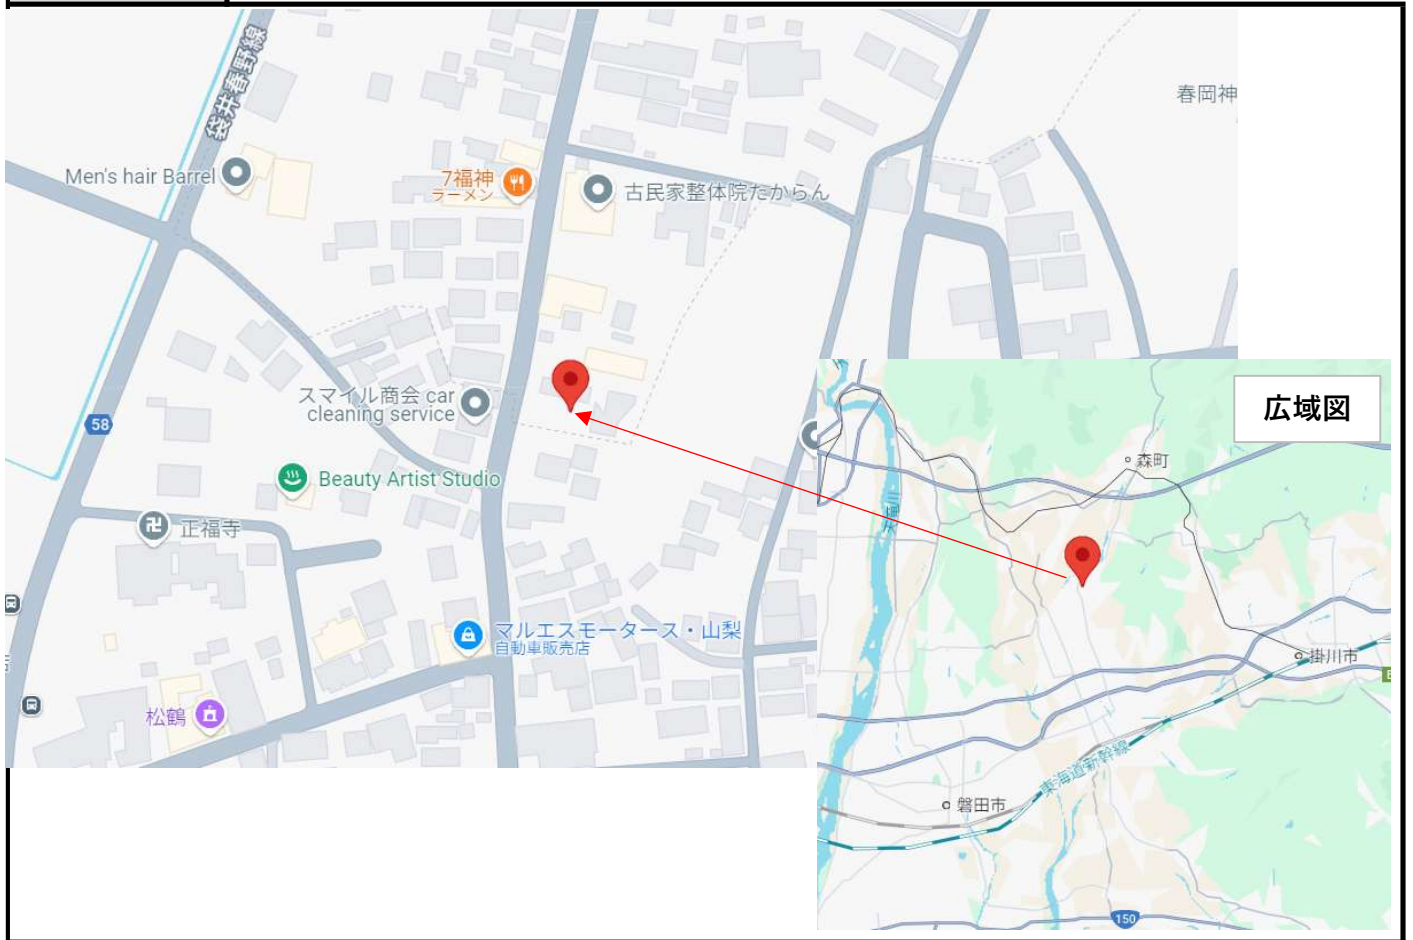 袋井春野線
春岡神
Men's hair Barrel
7福神
ラーメン
古民家整体院たからん
スマイル商会 car
cleaning service
58
Beauty Artist Studio
卍
正福寺
マルエスモータース・山梨
自動車販売店
松鶴
広域図
森町
天竜川
掛川市
東海道新幹線
磐田市
150